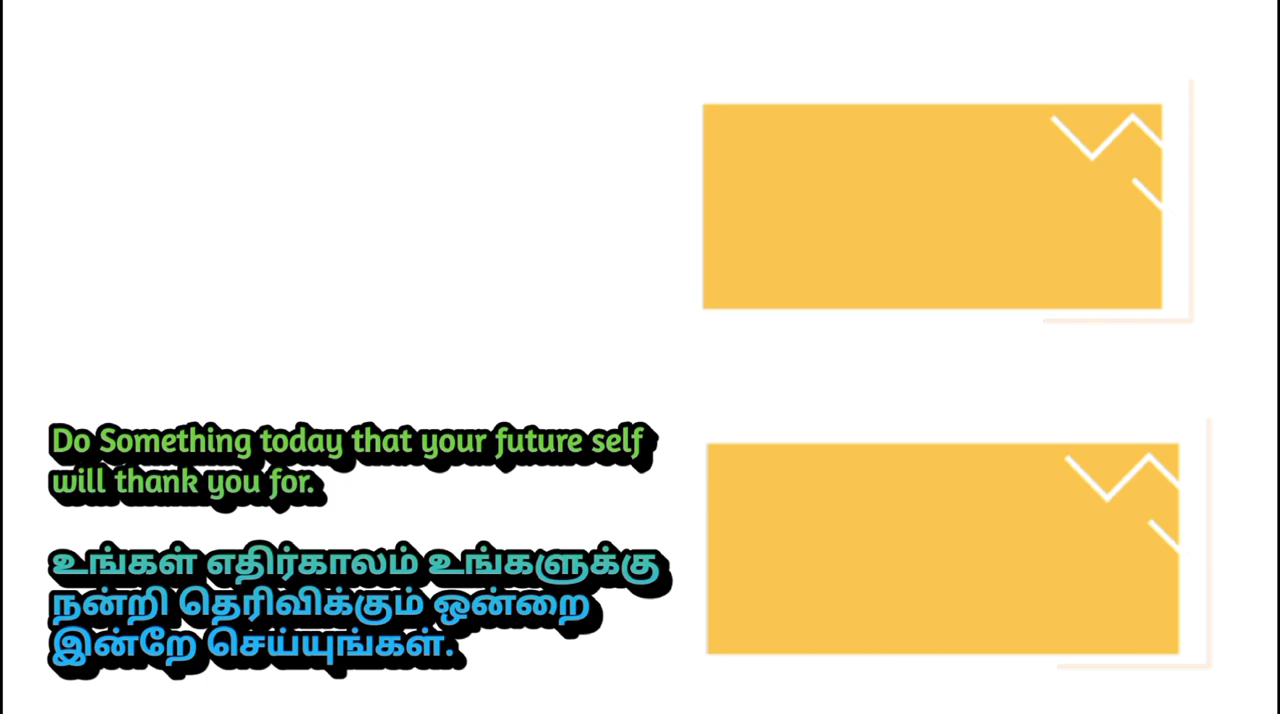 Do Something today that your future self
will thank you for.
உங்கள் எதிர்காலம் உங்களுக்கு
நன்றி தெரிவிக்கும் ஒன்றை
இன்றே செய்யுங்கள்.